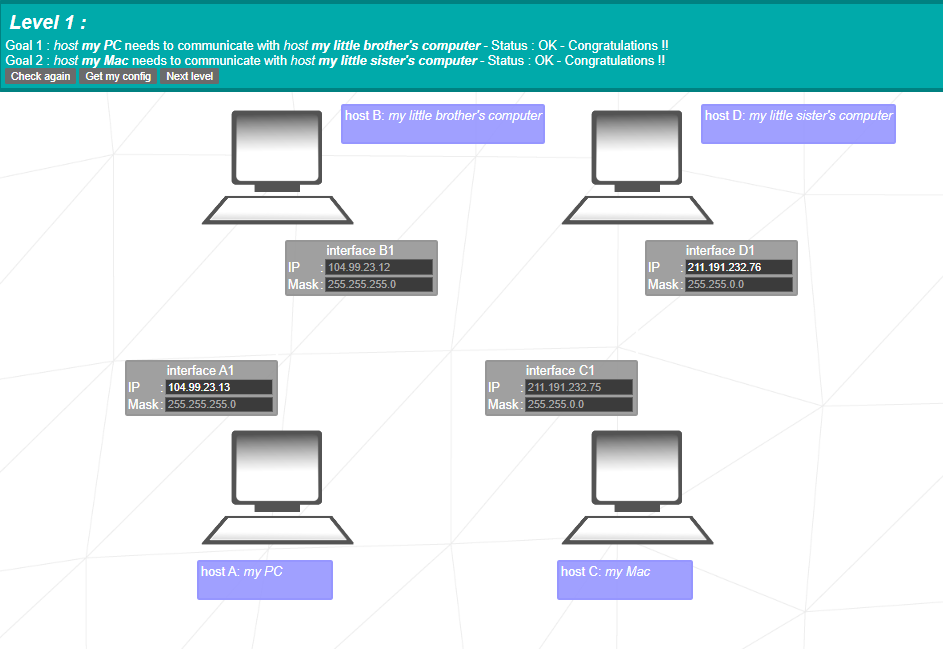 Level 1 :
Goal 1 : host my PC needs to communicate with host my little brother's computer - Status : OK - Congratulations !!
Goal 2 : host my Mac needs to communicate with host my little sister's computer - Status : OK - Congratulations !!
Check again Get my config Next level
host B: my little brother's computer
host D: my little sister's computer
interface B1
IP : 104.99.23.12
Mask : 255.255.255.0
interface D1
IP : 211.191.232.76
Mask : 255.255.0.0
interface A1
IP : 104.99.23.13
Mask : 255.255.255.0
interface C1
IP : 211.191.232.75
Mask : 255.255.0.0
host A: my PC
host C: my Mac